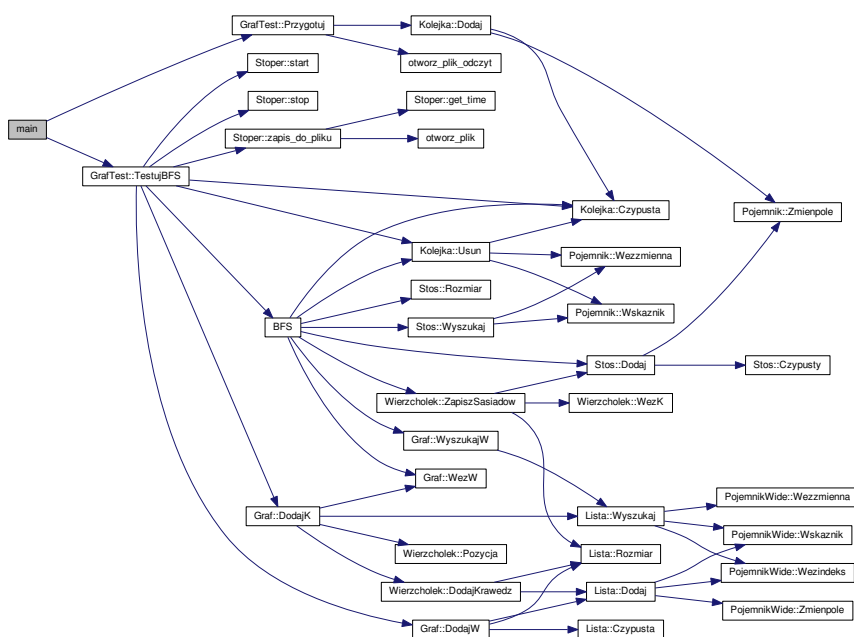 GrafTest::Przygotuj
Kolejka::Dodaj
Stoper::start
otworz_plik_odczyt
Stoper::stop
Stoper::get_time
main
Stoper::zapis_do_pliku
otworz_plik
GrafTest::TestujBFS
Kolejka::Czypusta
Pojemnik::Zmienpole
Kolejka::Usun
Pojemnik::Wezzmienna
Stos::Rozmiar
Pojemnik::Wskaznik
BFS
Stos::Wyszukaj
Stos::Dodaj
Stos::Czypusty
Wierzcholek::ZapiszSasiadow
Wierzcholek::WezK
Graf::WyszukajW
Graf::WezW
PojemnikWide::Wezzmienna
Graf::DodajK
Lista::Wyszukaj
PojemnikWide::Wskaznik
Wierzcholek::Pozycja
Lista::Rozmiar
PojemnikWide::Wezindeks
Wierzcholek::DodajKrawedz
Lista::Dodaj
PojemnikWide::Zmienpole
Graf::DodajW
Lista::Czypusta